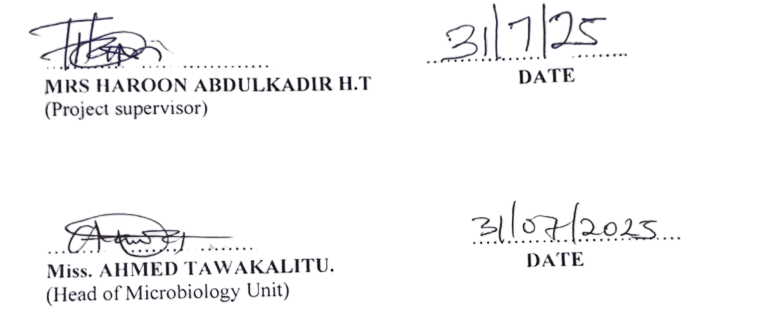 31/7/25
MRS HAROON ABDULKADIR H.T DATE
(Project supervisor)
31/07/2025
Miss. AHMED TAWAKALITU. DATE
(Head of Microbiology Unit)